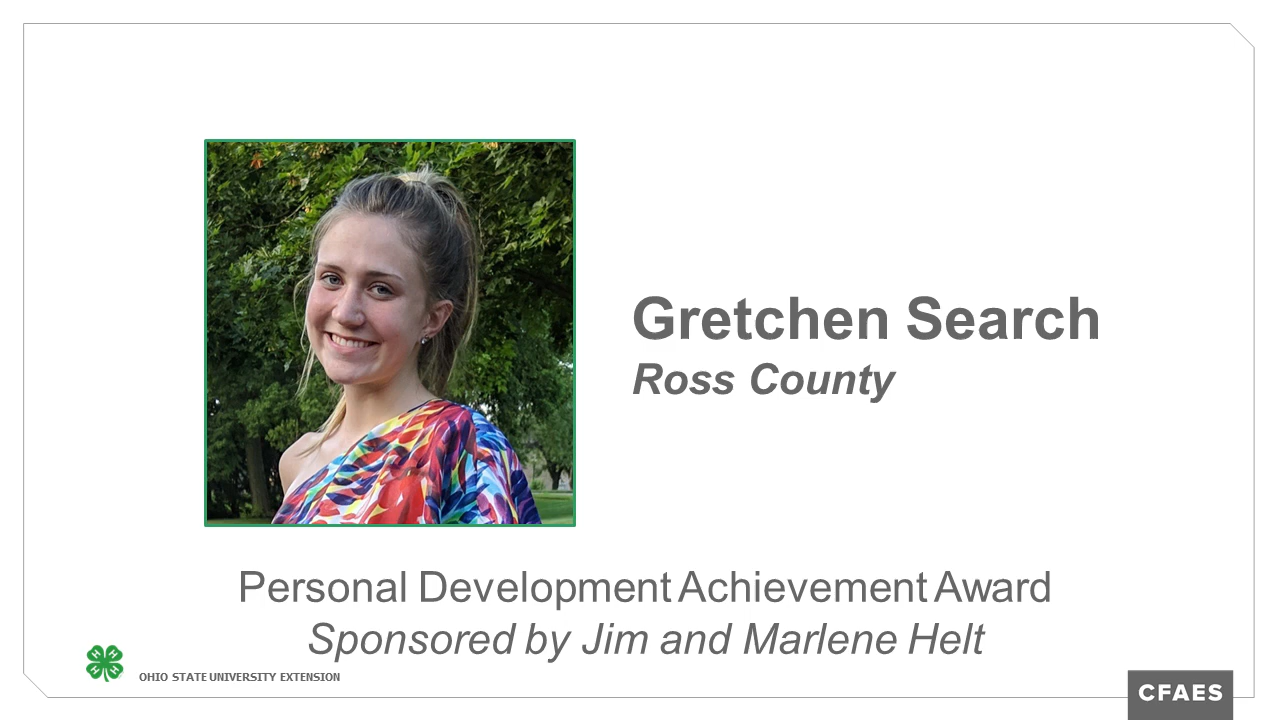 Gretchen Search
Ross County
Personal Development Achievement Award
Sponsored by Jim and Marlene Helt
H H
H H
OHIO STATE UNIVERSITY EXTENSION
CFAES